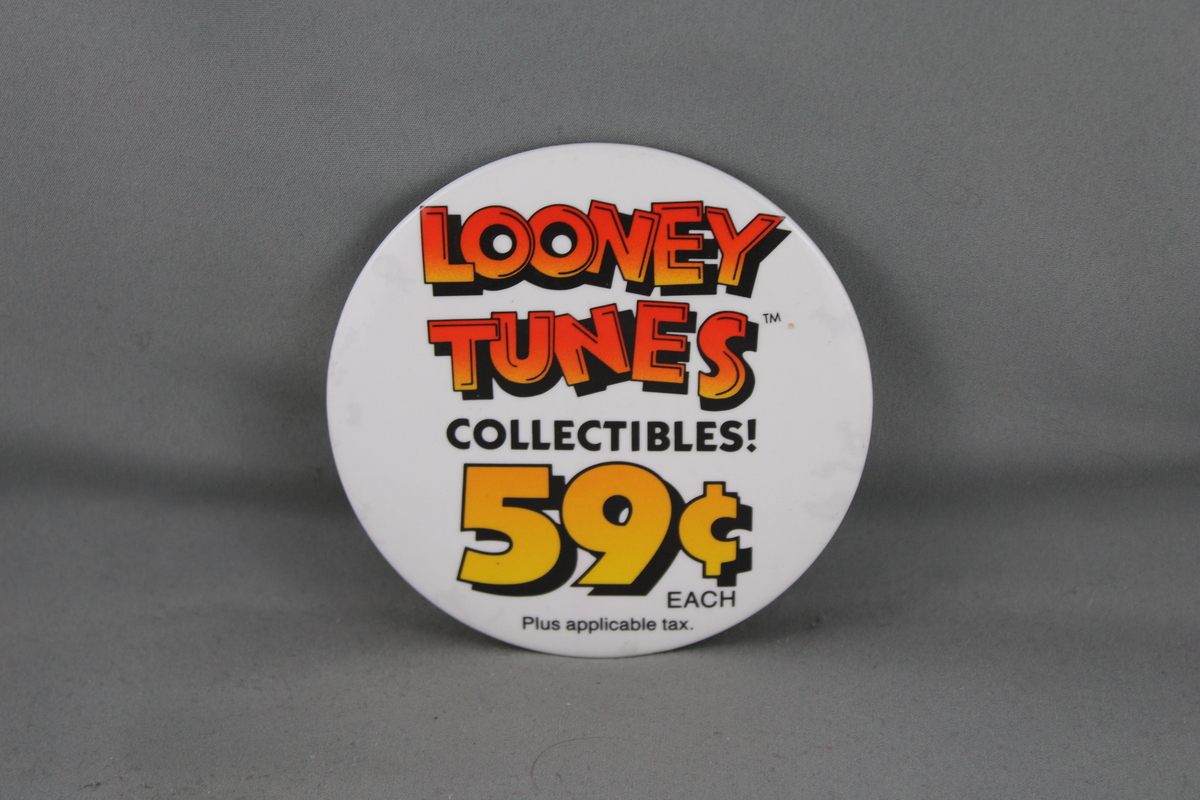 LOONEY
TUNES™
COLLECTIBLES!
59¢
EACH
Plus applicable tax.